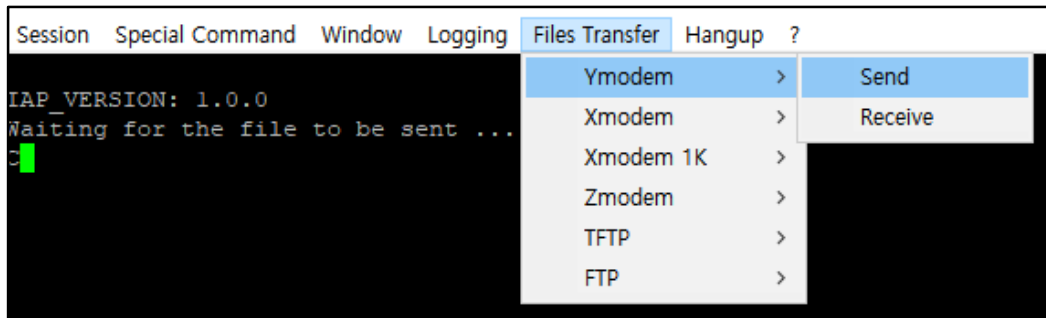 Session Special Command Window Logging Files Transfer Hangup ?
IAP_VERSION: 1.0.0
Waiting for the file to be sent ...
C
Ymodem > Send
Xmodem > Receive
Xmodem 1K >
Zmodem >
TFTP >
FTP >